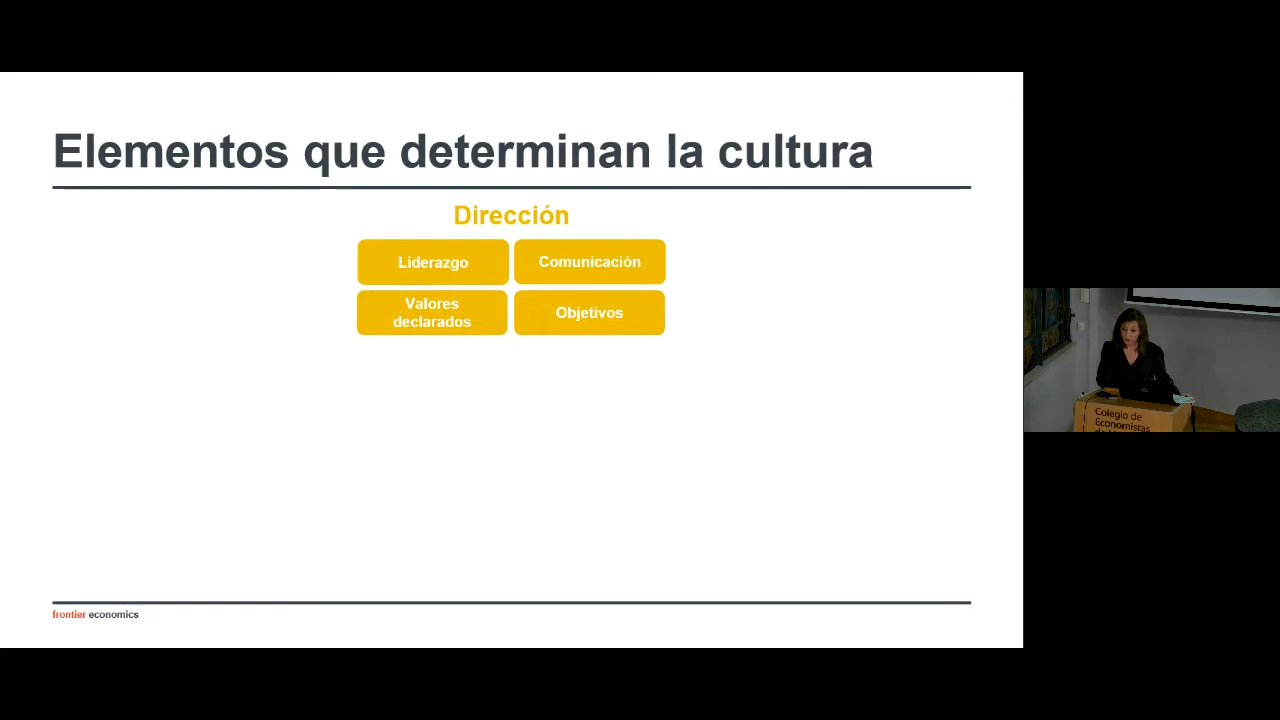 Elementos que determinan la cultura
Dirección
Liderazgo
Comunicación
Valores
declarados
Objetivos
frontier economics
Colegio de
Economistas